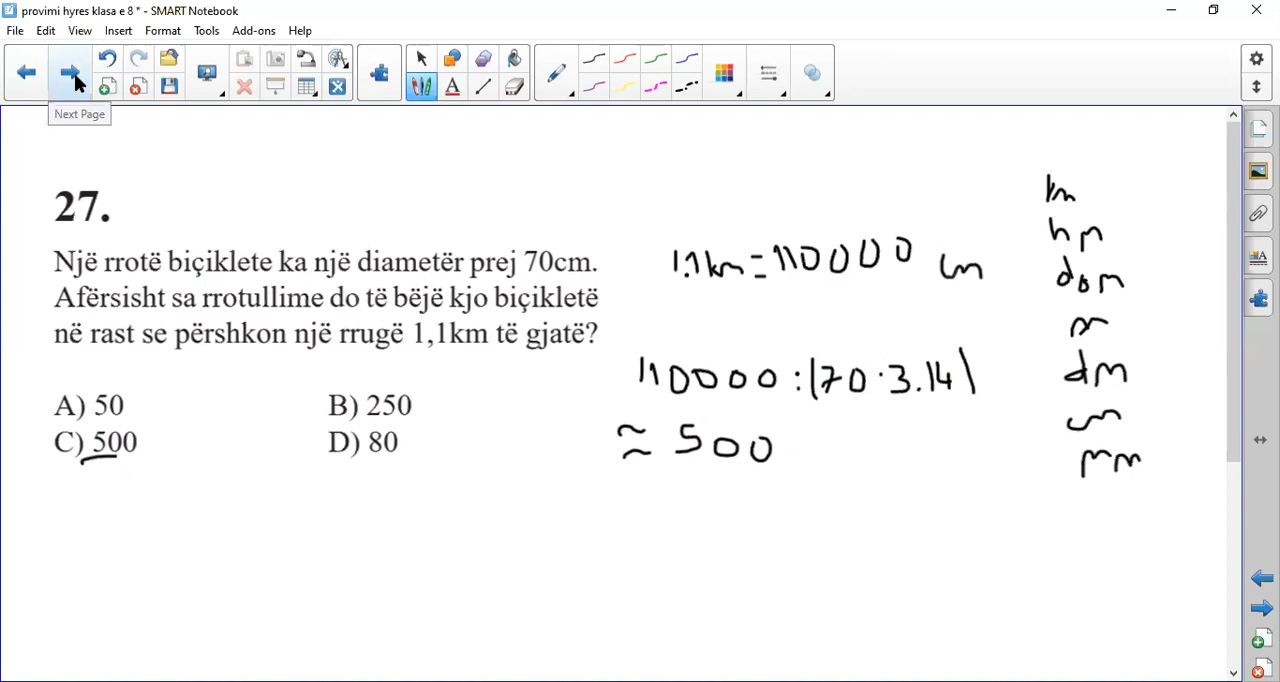 provimi hyres klasa e 8 * - SMART Notebook
File Edit View Insert Format Tools Add-ons Help
Next Page
27.
Një rrotë biçiklete ka një diametër prej 70cm.
Afërsisht sa rrotullime do të bëjë kjo biçikletë
në rast se përshkon një rrugë 1,1km të gjatë?
A) 50 B) 250
C) 500 D) 80
1.1km=110000 cm
110000:(70·3.14)
≈ 500
km
hm
dam
m
dm
cm
mm